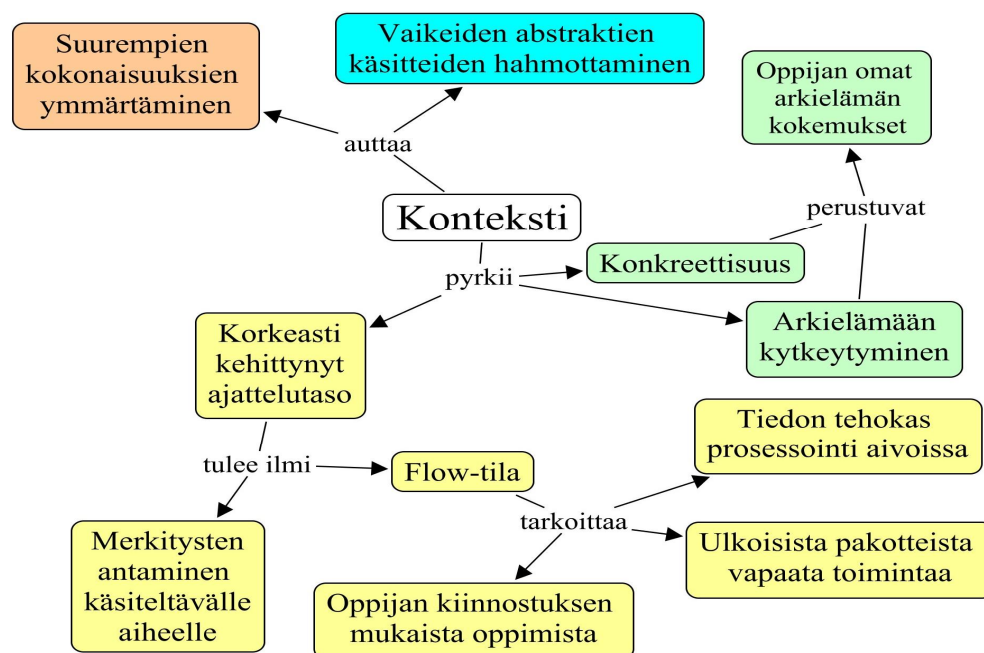 Suurempien
kokonaisuuksien
ymmärtäminen
Vaikeiden abstraktien
käsitteiden hahmottaminen
Oppijan omat
arkielämän
kokemukset
auttaa
Konteksti
perustuvat
Konkreettisuus
pyrkii
Korkeasti
kehittynyt
ajattelutaso
Arkielämään
kytkeytyminen
Tiedon tehokas
prosessointi aivoissa
tulee ilmi
Flow-tila
tarkoittaa
Merkitysten
antaminen
käsiteltävälle
aiheelle
Ulkoisista pakotteista
vapaata toimintaa
Oppijan kiinnostuksen
mukaista oppimista